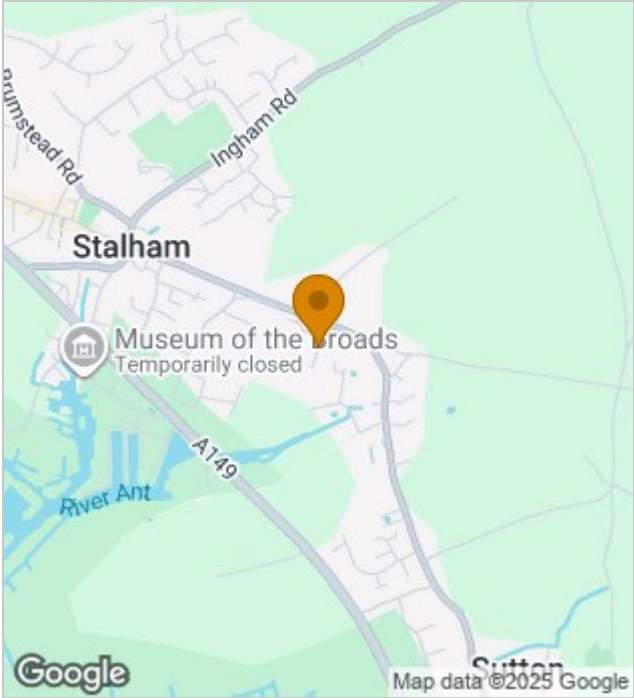 Brumstead Rd
Ingham Rd
Stalham
Museum of the Broads
Temporarily closed
A149
River Ant
Sutton
Google
Map data ©2025 Google